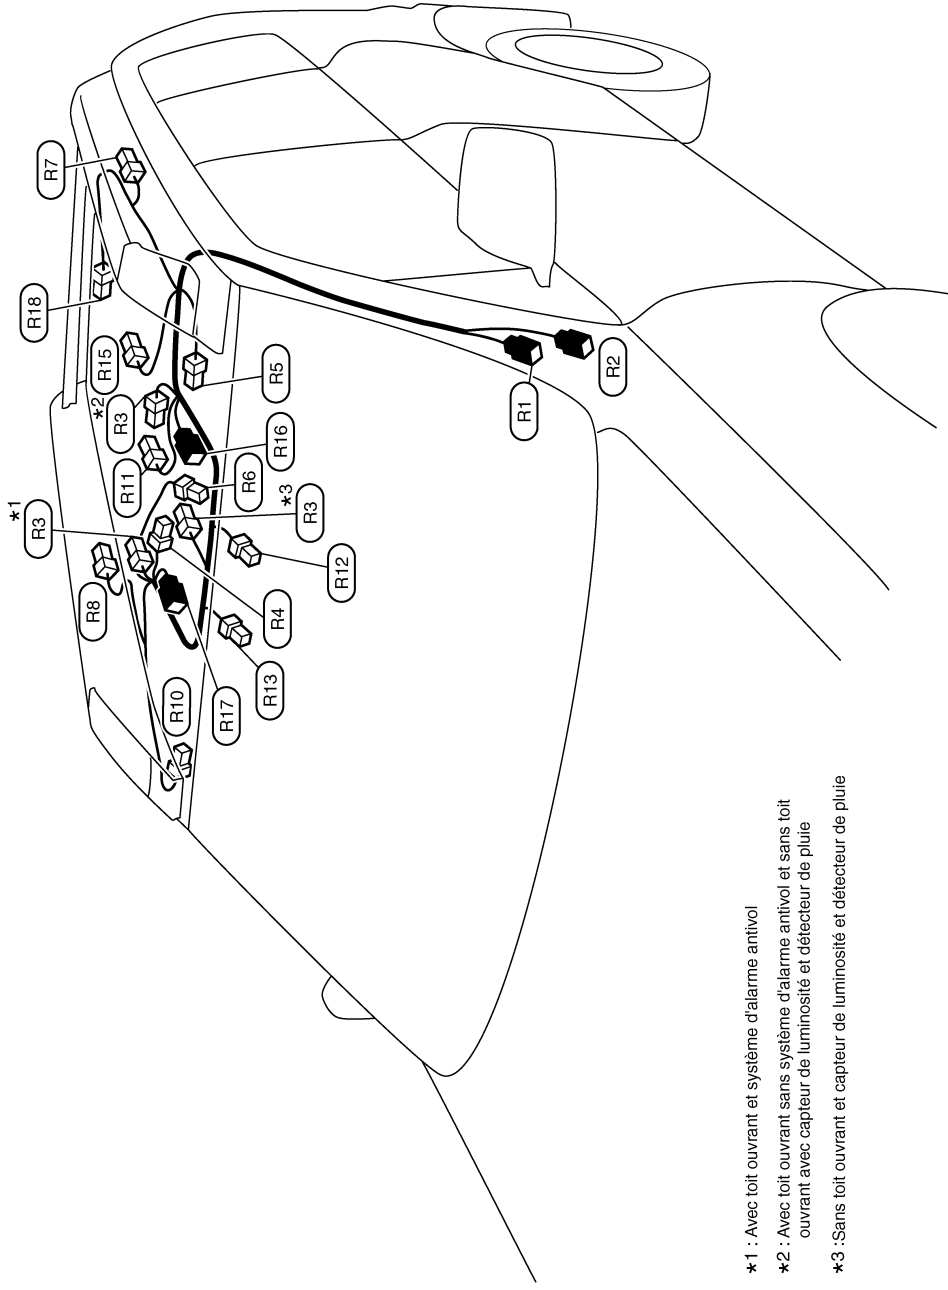 *1
R3
R18
R7
R8
*2
R15
R3
R11
R10
R17
R6
R13
R4
*3
R16
R5
R3
R12
R1
R2
*1 : Avec toit ouvrant et système d'alarme antivol
*2 : Avec toit ouvrant sans système d'alarme antivol et sans toit
ouvrant avec capteur de luminosité et détecteur de pluie
*3 :Sans toit ouvrant et capteur de luminosité et détecteur de pluie